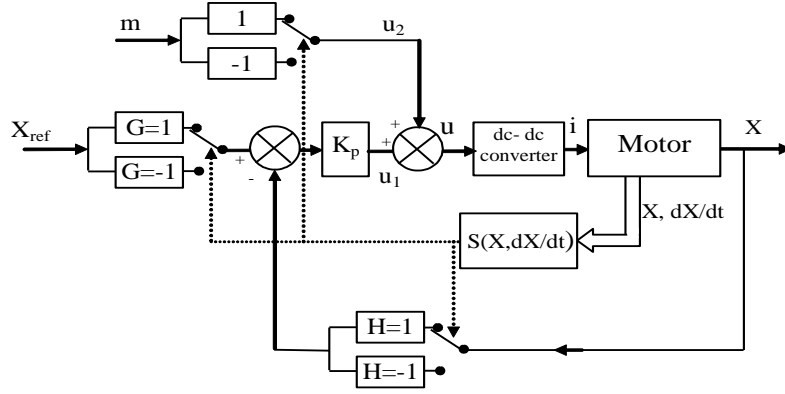 m
1
-1
u2
Xref
G=1
G=-1
+
-
Kp
u1
+
+
u
dc- dc
converter
i
Motor
X
X, dX/dt
S(X,dX/dt)
H=1
H=-1